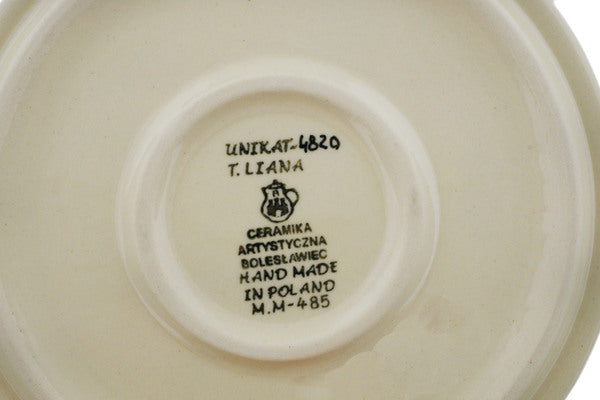 UNIKAT-4820
T. LIANA
CERAMIKA
ARTYSTYCZNA
BOLESŁAWIEC
HAND MADE
IN POLAND
M.M-485